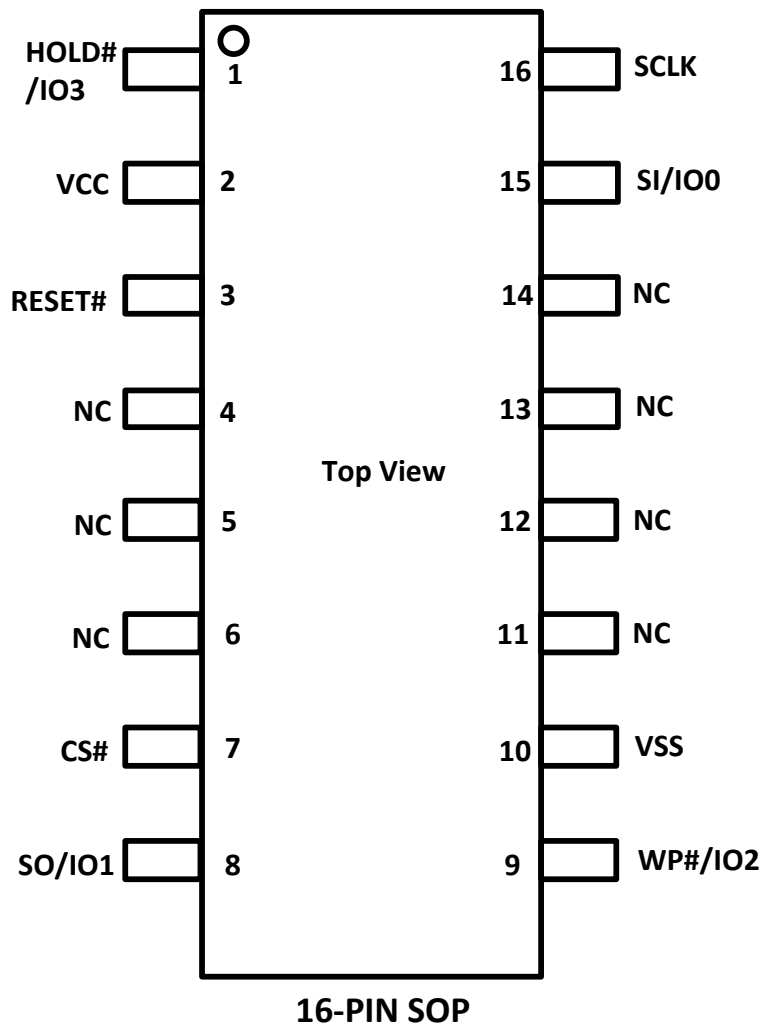 HOLD#
/IO3
1
16
SCLK
VCC
2
15
SI/IO0
RESET#
3
14
NC
NC
4
13
NC
Top View
NC
5
12
NC
NC
6
11
NC
CS#
7
10
VSS
SO/IO1
8
9
WP#/IO2
16-PIN SOP